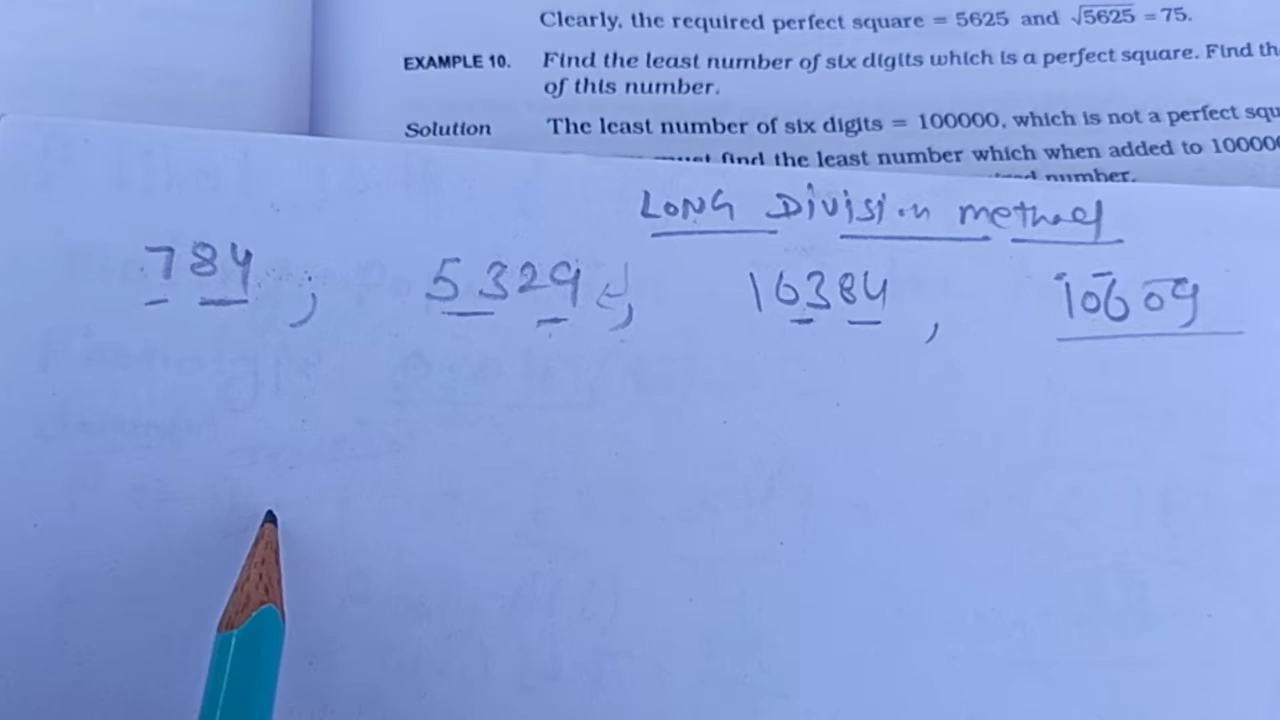 Clearly, the required perfect square = 5625 and √5625 = 75.
EXAMPLE 10. Find the least number of six digits which is a perfect square. Find th
of this number.
Solution The least number of six digits = 100000, which is not a perfect squ
must find the least number which when added to 10000
number.
LONG Division method
784 ; 5329 ; 16384 , 10609